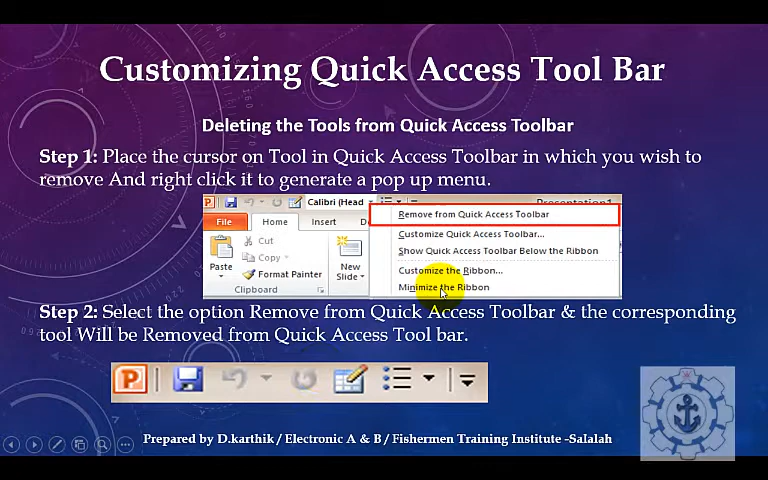 Customizing Quick Access Tool Bar
Deleting the Tools from Quick Access Toolbar
Step 1: Place the cursor on Tool in Quick Access Toolbar in which you wish to
remove And right click it to generate a pop up menu.
Calibri (Head
Presentation1
File Home Insert
Remove from Quick Access Toolbar
Customize Quick Access Toolbar...
Show Quick Access Toolbar Below the Ribbon
Customize the Ribbon...
Minimize the Ribbon
Paste
Cut
Copy
Format Painter
Clipboard
New
Slide
Step 2: Select the option Remove from Quick Access Toolbar & the corresponding
tool Will be Removed from Quick Access Tool bar.
Prepared by D.karthik / Electronic A & B / Fishermen Training Institute -Salalah